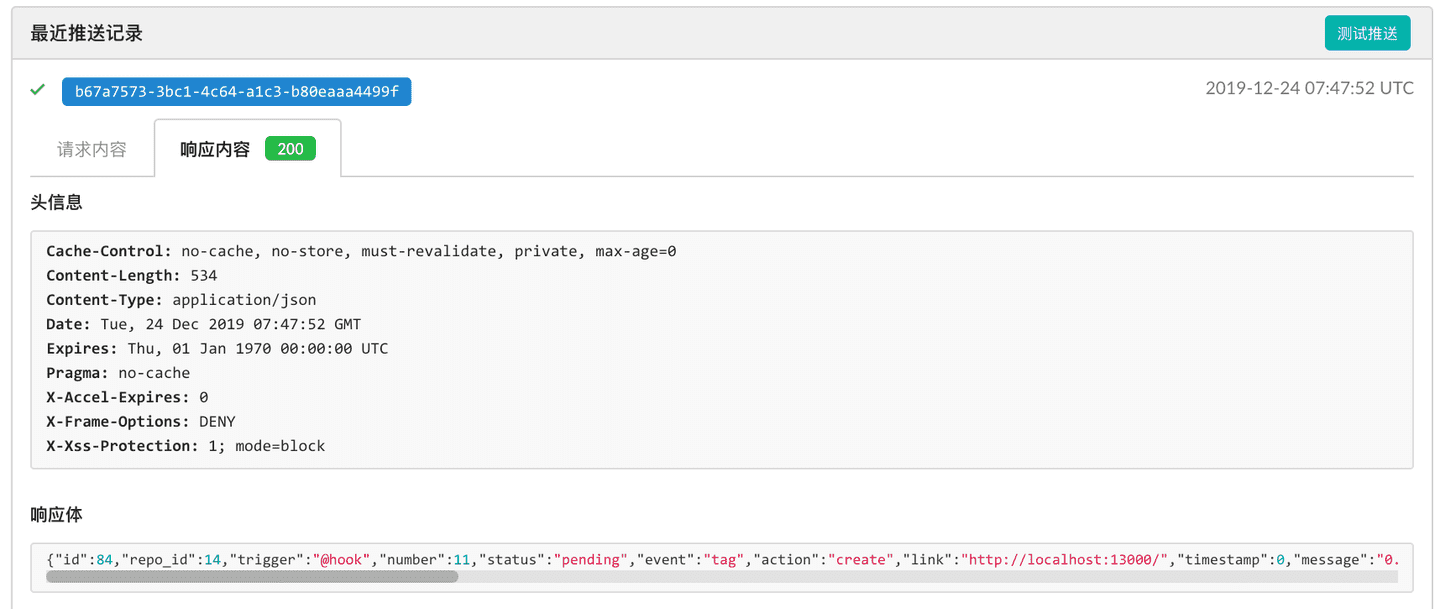 最近推送记录
测试推送
b67a7573-3bc1-4c64-a1c3-b80eaaa4499f
2019-12-24 07:47:52 UTC
请求内容
响应内容 200
头信息
Cache-Control: no-cache, no-store, must-revalidate, private, max-age=0
Content-Length: 534
Content-Type: application/json
Date: Tue, 24 Dec 2019 07:47:52 GMT
Expires: Thu, 01 Jan 1970 00:00:00 UTC
Pragma: no-cache
X-Accel-Expires: 0
X-Frame-Options: DENY
X-Xss-Protection: 1; mode=block
响应体
{"id":84,"repo_id":14,"trigger":"@hook","number":11,"status":"pending","event":"tag","action":"create","link":"http://localhost:13000/","timestamp":0,"message":"0.